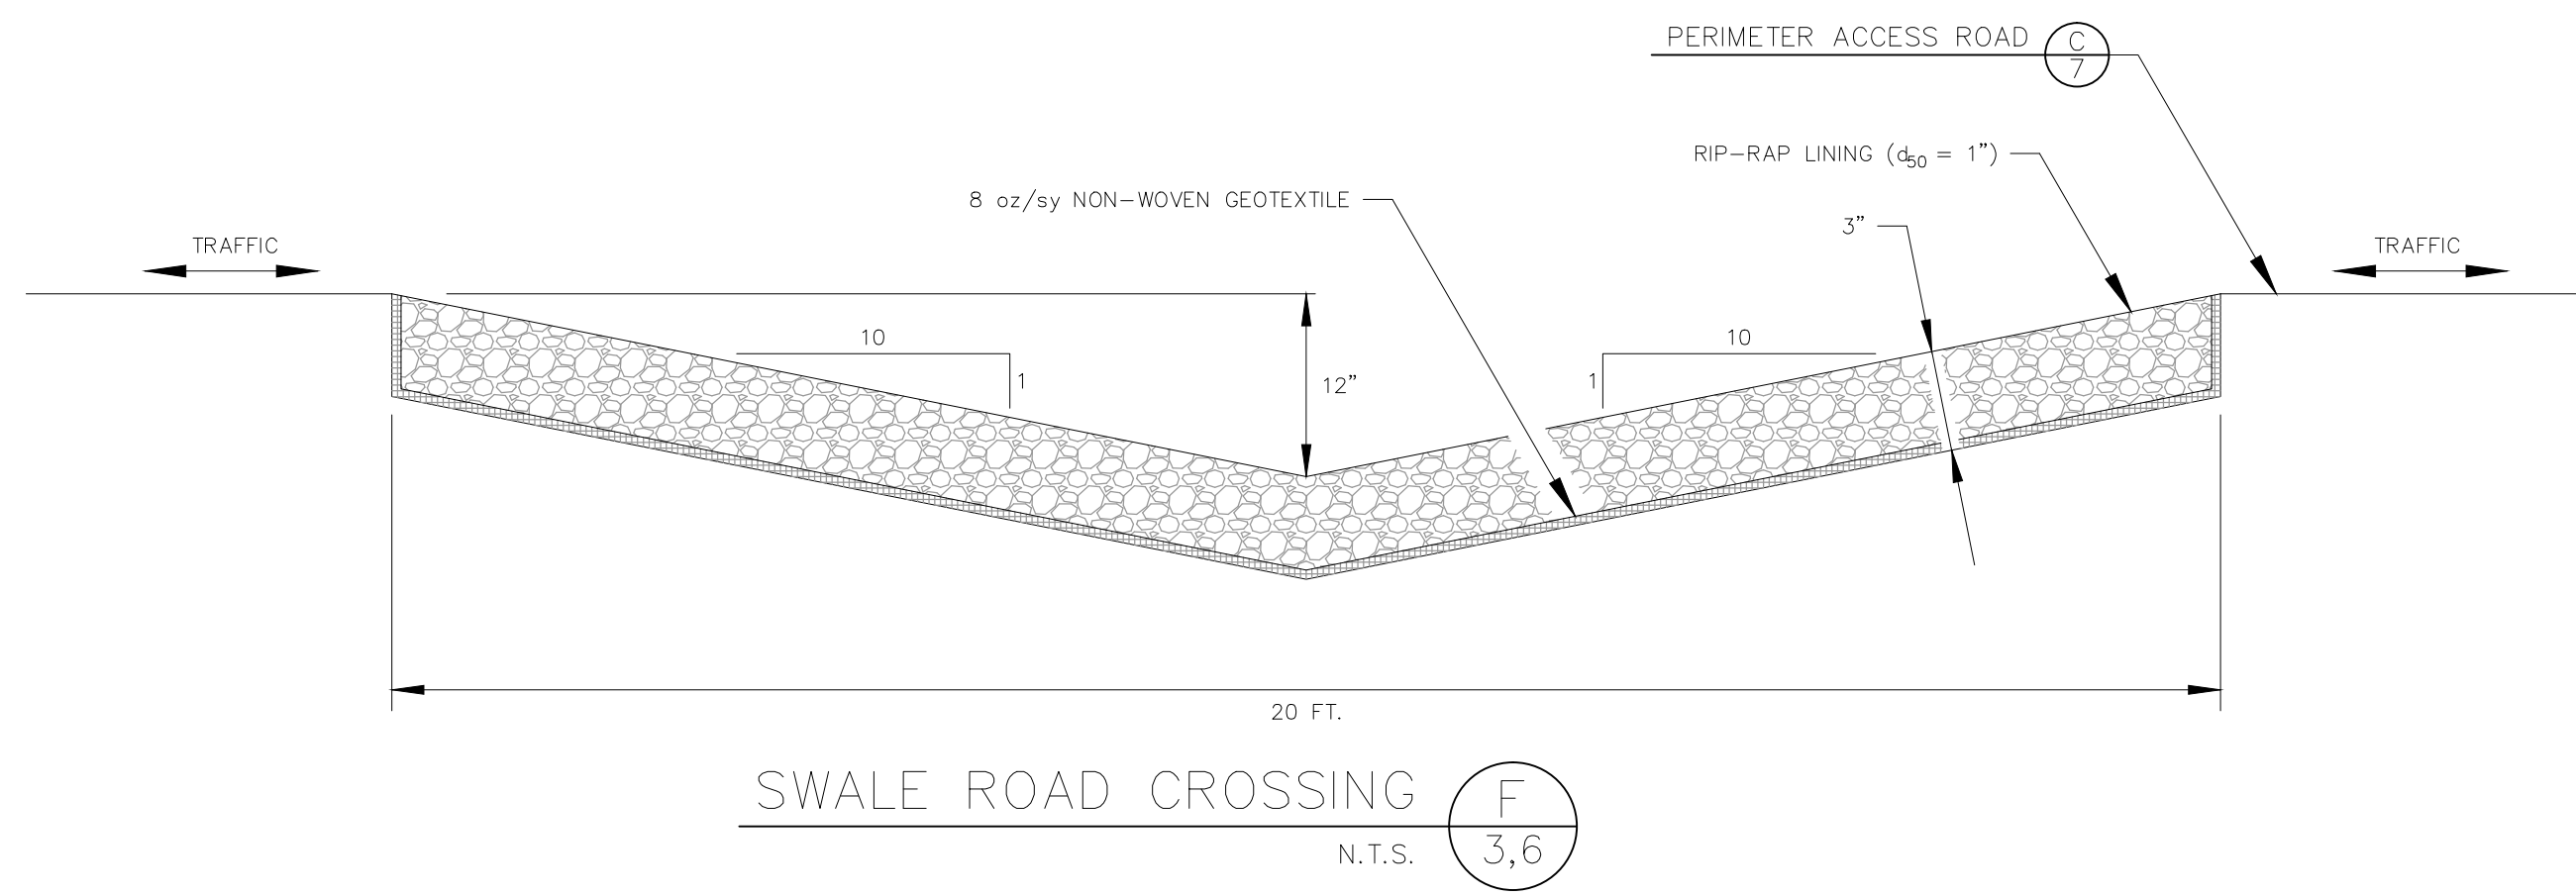 PERIMETER ACCESS ROAD
C
7
RIP-RAP LINING (d50 = 1")
8 oz/sy NON-WOVEN GEOTEXTILE
3"
TRAFFIC
TRAFFIC
10
1
12"
10
1
20 FT.
SWALE ROAD CROSSING
F
3,6
N.T.S.